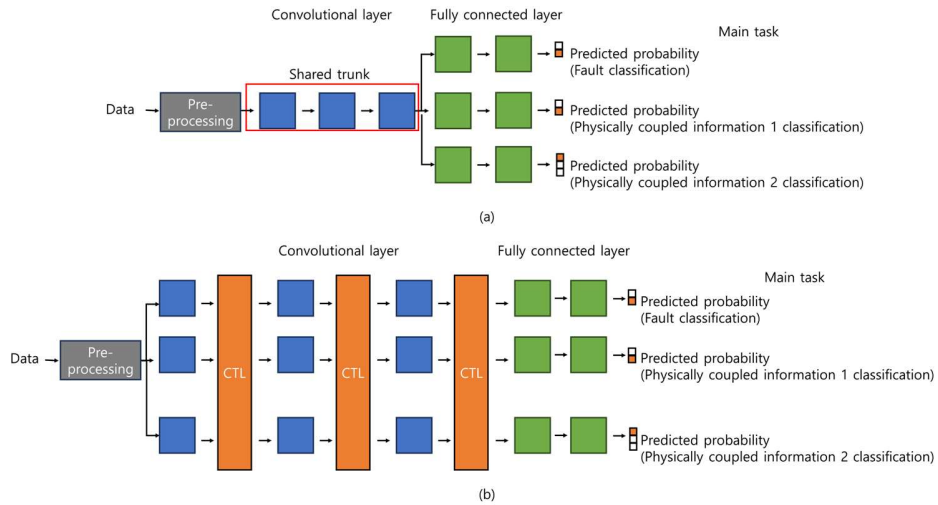 Convolutional layer
Fully connected layer
Main task
Shared trunk
Data
Pre-
processing
Predicted probability
(Fault classification)
Predicted probability
(Physically coupled information 1 classification)
Predicted probability
(Physically coupled information 2 classification)
(a)
Convolutional layer
Fully connected layer
Main task
Data
Pre-
processing
CTL
CTL
CTL
Predicted probability
(Fault classification)
Predicted probability
(Physically coupled information 1 classification)
Predicted probability
(Physically coupled information 2 classification)
(b)